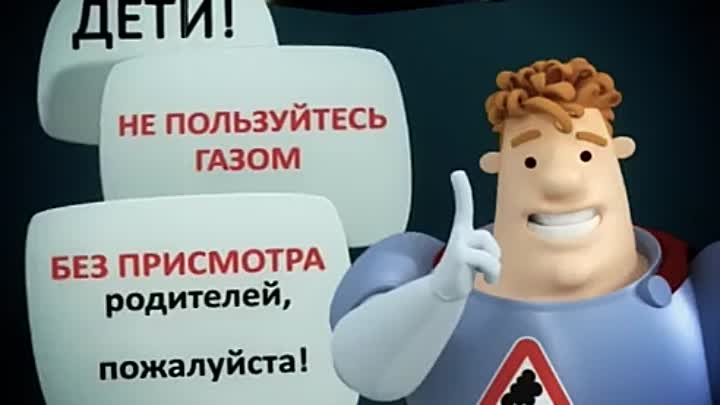 ДЕТИ!
НЕ ПОЛЬЗУЙТЕСЬ
ГАЗОМ
БЕЗ ПРИСМОТРА
родителей,
пожалуйста!